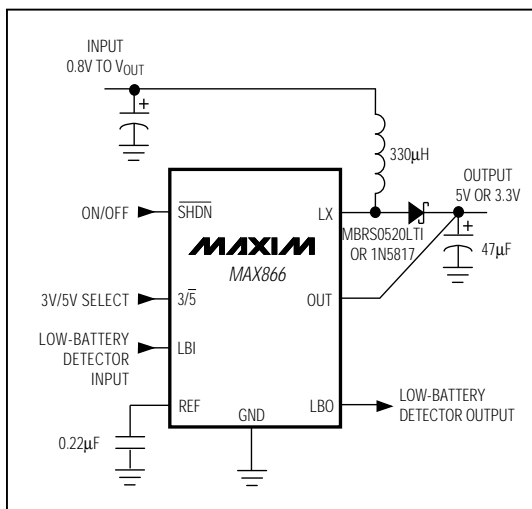 INPUT
0.8V TO VOUT
330µH
OUTPUT
5V OR 3.3V
ON/OFF
SHDN
LX
MBRS0520LTI
OR 1N5817
47µF
MAXIM
MAX866
3V/5V SELECT
3/5
OUT
LOW-BATTERY
DETECTOR
INPUT
LBI
REF
GND
LBO
LOW-BATTERY
DETECTOR OUTPUT
0.22µF